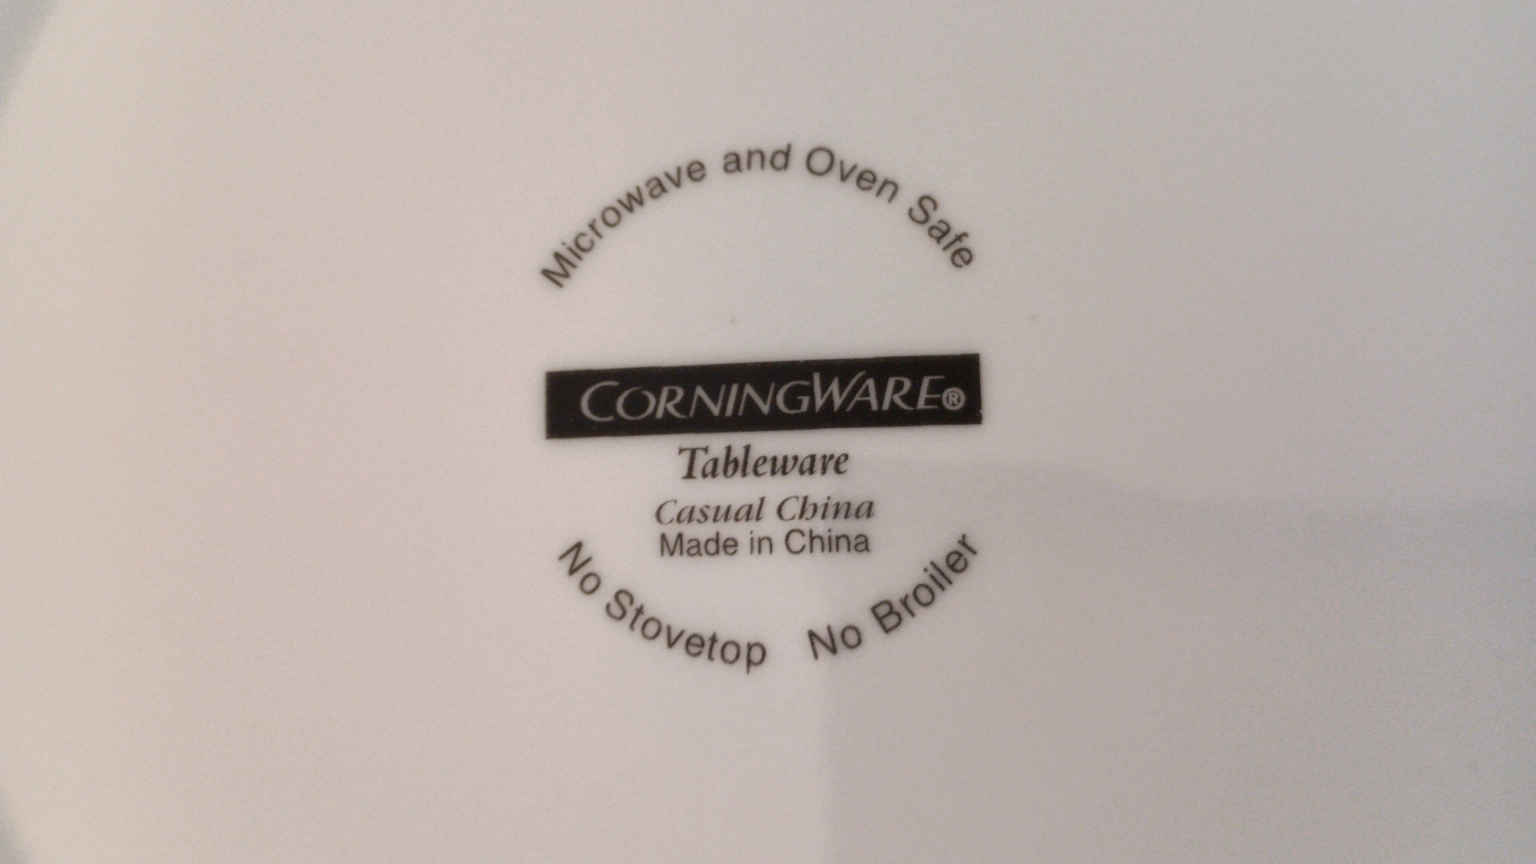 Microwave and Oven Safe
CORNINGWARE®
Tableware
Casual China
Made in China
No Stovetop No Broiler